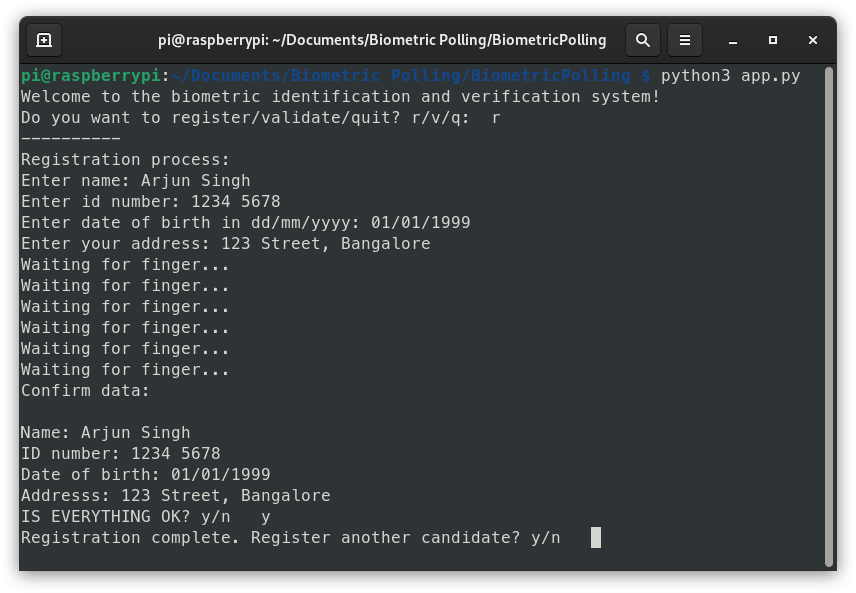 pi@raspberrypi: ~/Documents/Biometric Polling/BiometricPolling
pi@raspberrypi:~/Documents/Biometric Polling/BiometricPolling $ python3 app.py
Welcome to the biometric identification and verification system!
Do you want to register/validate/quit? r/v/q:  r
----------
Registration process:
Enter name: Arjun Singh
Enter id number: 1234 5678
Enter date of birth in dd/mm/yyyy: 01/01/1999
Enter your address: 123 Street, Bangalore
Waiting for finger...
Waiting for finger...
Waiting for finger...
Waiting for finger...
Waiting for finger...
Waiting for finger...
Confirm data:
Name: Arjun Singh
ID number: 1234 5678
Date of birth: 01/01/1999
Addresss: 123 Street, Bangalore
IS EVERYTHING OK? y/n   y
Registration complete. Register another candidate? y/n